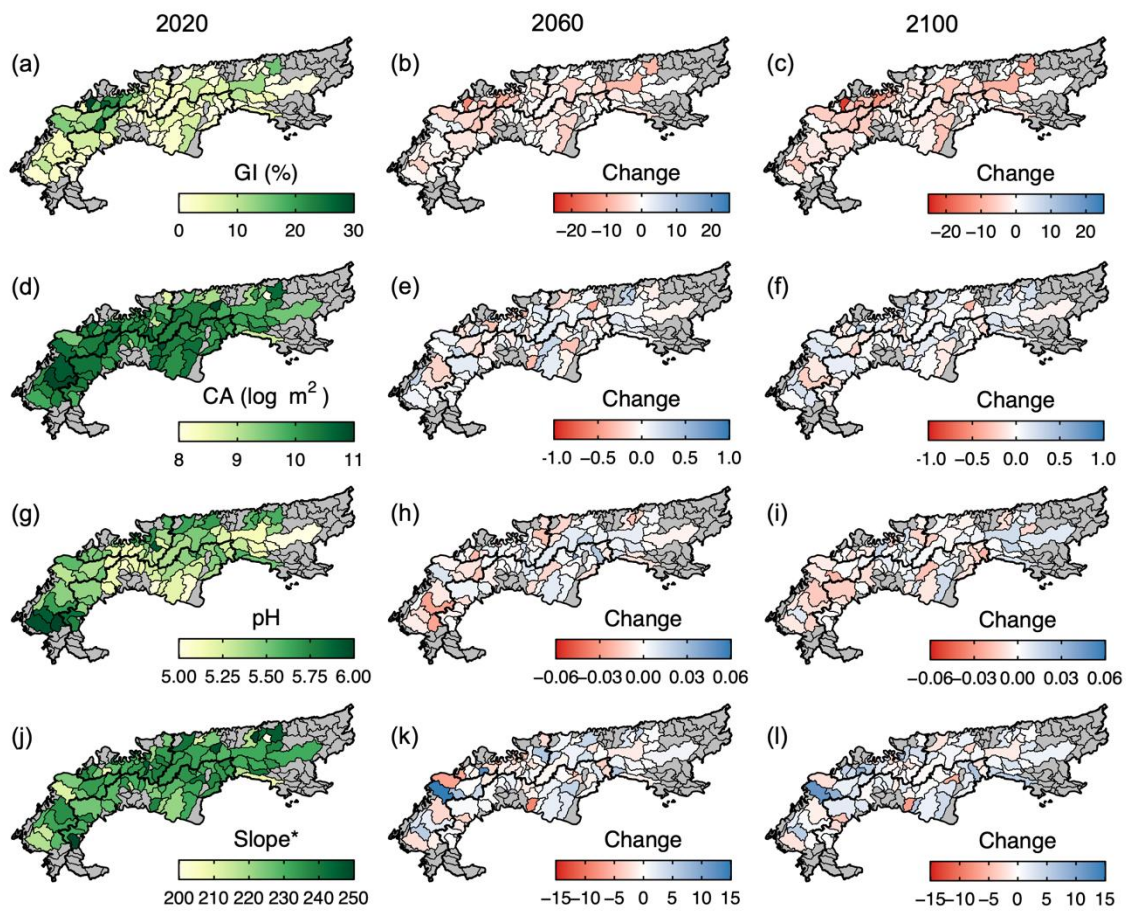 2020 2060 2100
(a) (b) (c)
GI (%) Change Change
0 10 20 30 −20 −10 0 10 20 −20 −10 0 10 20
(d) (e) (f)
CA (log m²) Change Change
8 9 10 11 -1.0 −0.5 0.0 0.5 1.0 -1.0 −0.5 0.0 0.5 1.0
(g) (h) (i)
pH Change Change
5.00 5.25 5.50 5.75 6.00 −0.06 −0.03 0.00 0.03 0.06 −0.06 −0.03 0.00 0.03 0.06
(j) (k) (l)
Slope* Change Change
200 210 220 230 240 250 −15 −10 −5 0 5 10 15 −15 −10 −5 0 5 10 15